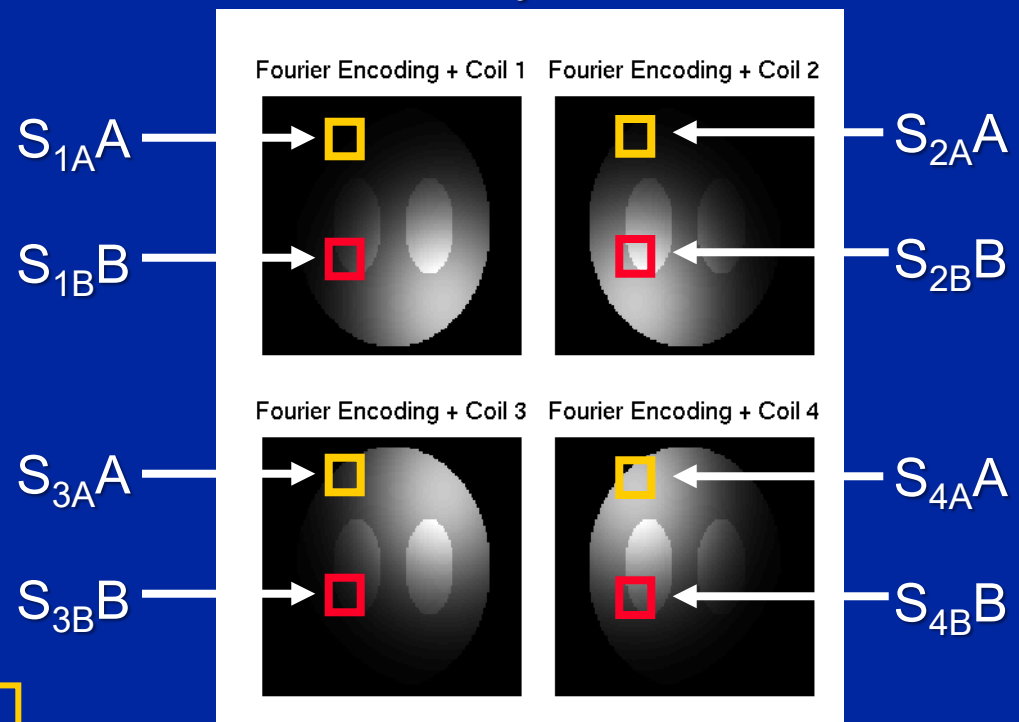 Fourier Encoding + Coil 1 Fourier Encoding + Coil 2
S1AA S2AA
S1BB S2BB
Fourier Encoding + Coil 3 Fourier Encoding + Coil 4
S3AA S4AA
S3BB S4BB